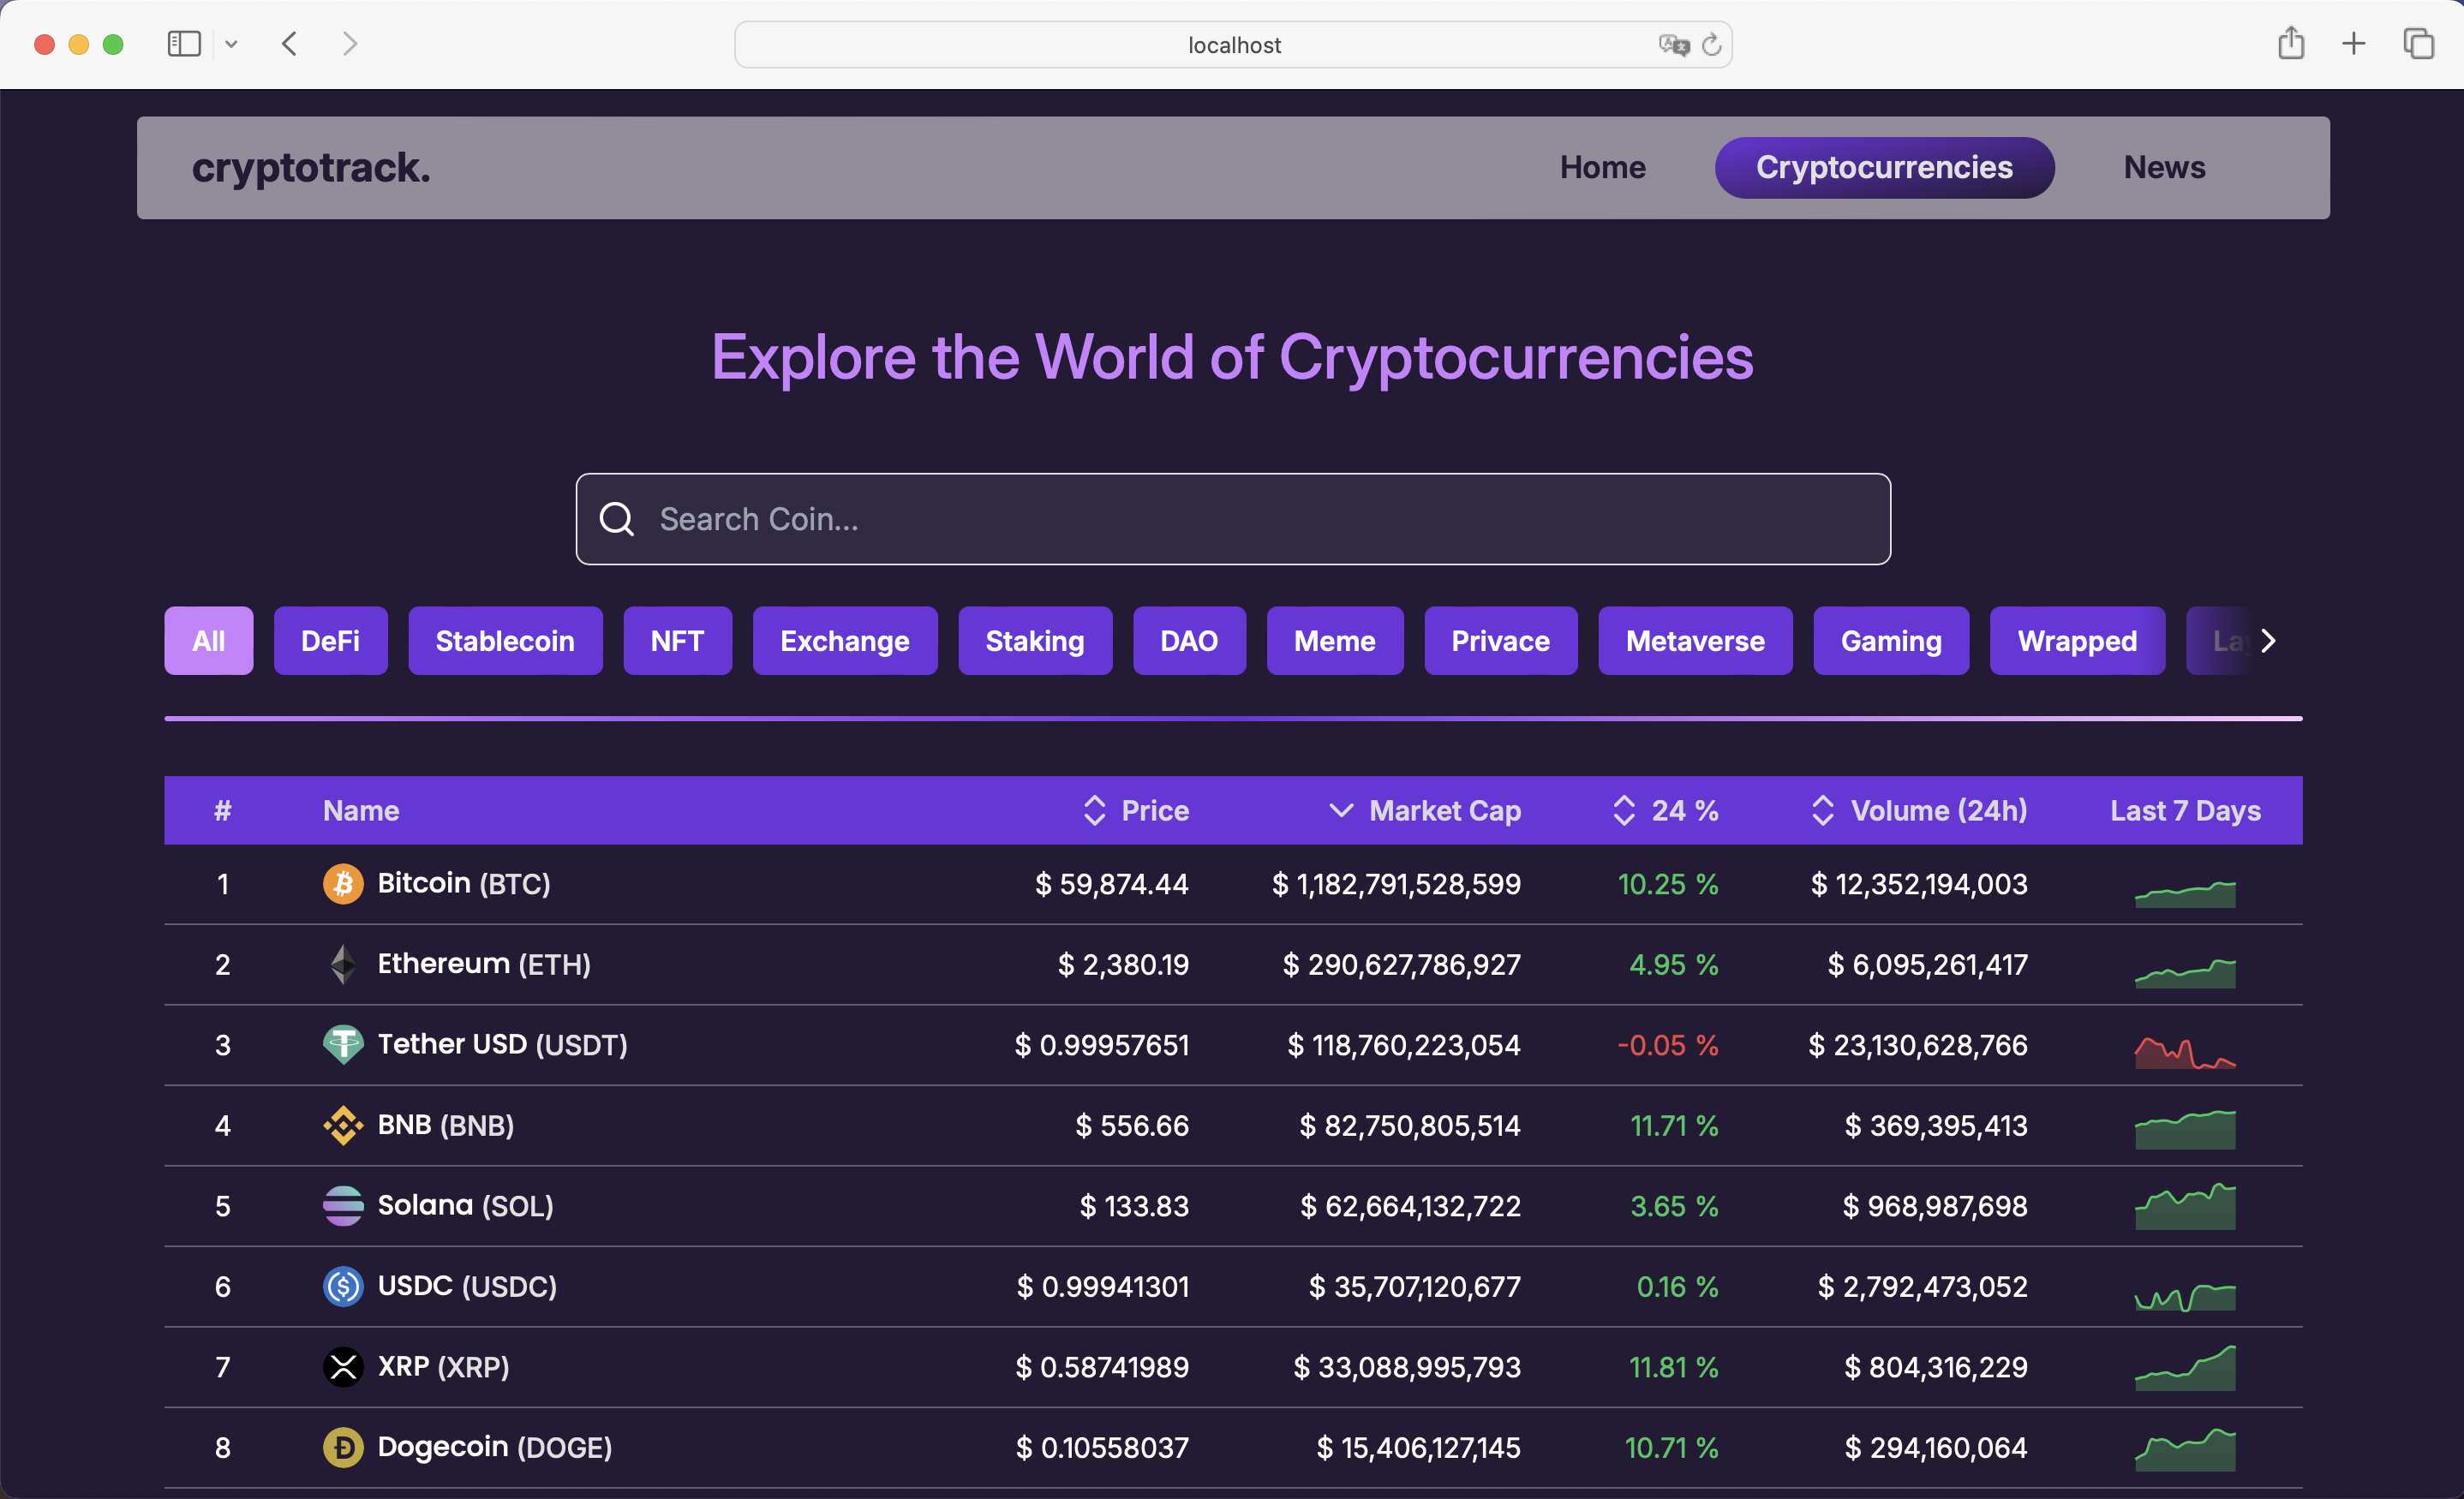 localhost
cryptotrack. Home Cryptocurrencies News
Explore the World of Cryptocurrencies
Search Coin...
All DeFi Stablecoin NFT Exchange Staking DAO Meme Privace Metaverse Gaming Wrapped
# Name Price Market Cap 24 % Volume (24h) Last 7 Days
1 Bitcoin (BTC) $ 59,874.44 $ 1,182,791,528,599 10.25 % $ 12,352,194,003
2 Ethereum (ETH) $ 2,380.19 $ 290,627,786,927 4.95 % $ 6,095,261,417
3 Tether USD (USDT) $ 0.99957651 $ 118,760,223,054 -0.05 % $ 23,130,628,766
4 BNB (BNB) $ 556.66 $ 82,750,805,514 11.71 % $ 369,395,413
5 Solana (SOL) $ 133.83 $ 62,664,132,722 3.65 % $ 968,987,698
6 USDC (USDC) $ 0.99941301 $ 35,707,120,677 0.16 % $ 2,792,473,052
7 XRP (XRP) $ 0.58741989 $ 33,088,995,793 11.81 % $ 804,316,229
8 Dogecoin (DOGE) $ 0.10558037 $ 15,406,127,145 10.71 % $ 294,160,064